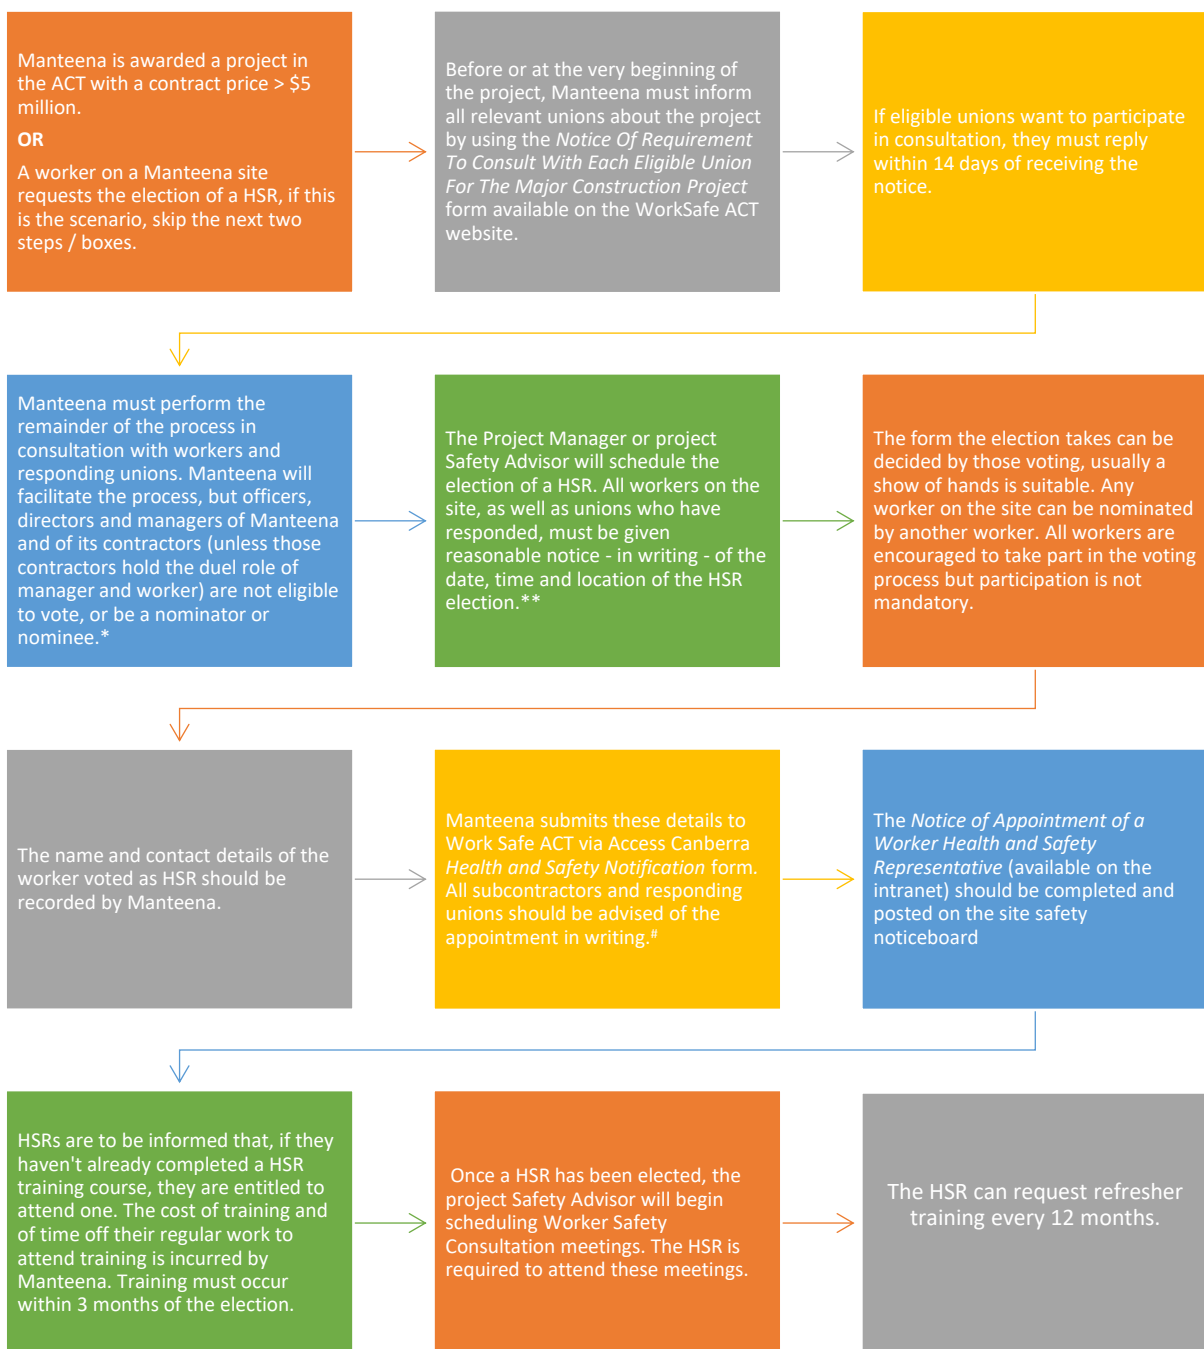 Manteena is awarded a project in
the ACT with a contract price > $5
million.
OR
A worker on a Manteena site
requests the election of a HSR, if this
is the scenario, skip the next two
steps / boxes.
Before or at the very beginning of
the project, Manteena must inform
all relevant unions about the project
by using the Notice Of Requirement
To Consult With Each Eligible Union
For The Major Construction Project
form available on the WorkSafe ACT
website.
If eligible unions want to participate
in consultation, they must reply
within 14 days of receiving the
notice.
Manteena must perform the
remainder of the process in
consultation with workers and
responding unions. Manteena will
facilitate the process, but officers,
directors and managers of Manteena
and of its contractors (unless those
contractors hold the duel role of
manager and worker) are not eligible
to vote, or be a nominator or
nominee.*
The Project Manager or project
Safety Advisor will schedule the
election of a HSR. All workers on the
site, as well as unions who have
responded, must be given
reasonable notice - in writing - of the
date, time and location of the HSR
election.**
The form the election takes can be
decided by those voting, usually a
show of hands is suitable. Any
worker on the site can be nominated
by another worker. All workers are
encouraged to take part in the voting
process but participation is not
mandatory.
The name and contact details of the
worker voted as HSR should be
recorded by Manteena.
Manteena submits these details to
Work Safe ACT via Access Canberra
Health and Safety Notification form.
All subcontractors and responding
unions should be advised of the
appointment in writing.#
The Notice of Appointment of a
Worker Health and Safety
Representative (available on the
intranet) should be completed and
posted on the site safety
noticeboard
HSRs are to be informed that, if they
haven't already completed a HSR
training course, they are entitled to
attend one. The cost of training and
of time off their regular work to
attend training is incurred by
Manteena. Training must occur
within 3 months of the election.
Once a HSR has been elected, the
project Safety Advisor will begin
scheduling Worker Safety
Consultation meetings. The HSR is
required to attend these meetings.
The HSR can request refresher
training every 12 months.